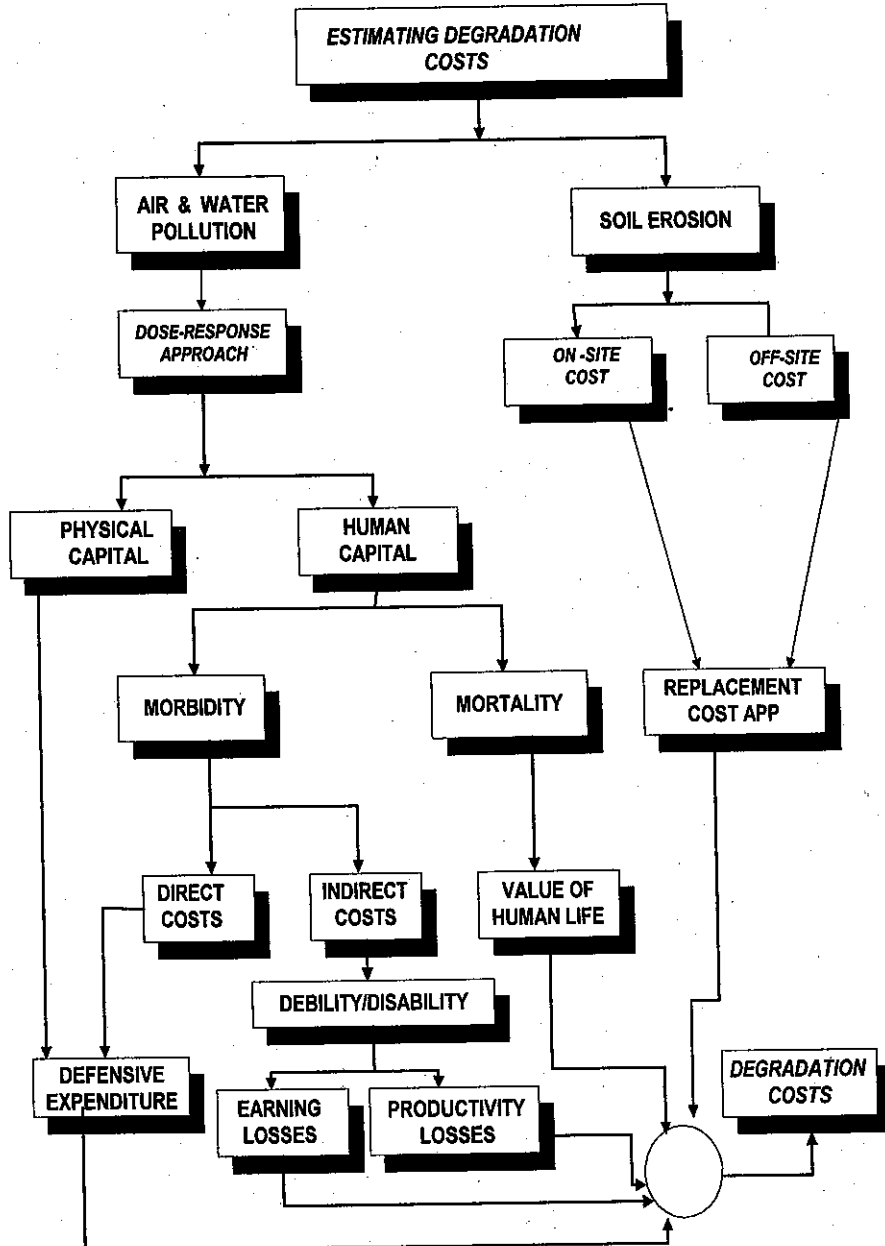 ESTIMATING DEGRADATION
COSTS
AIR & WATER
POLLUTION
SOIL EROSION
DOSE-RESPONSE
APPROACH
ON -SITE
COST
OFF-SITE
COST
PHYSICAL
CAPITAL
HUMAN
CAPITAL
MORBIDITY
MORTALITY
REPLACEMENT
COST APP
DIRECT
COSTS
INDIRECT
COSTS
VALUE OF
HUMAN LIFE
DEBILITY/DISABILITY
DEFENSIVE
EXPENDITURE
EARNING
LOSSES
PRODUCTIVITY
LOSSES
DEGRADATION
COSTS